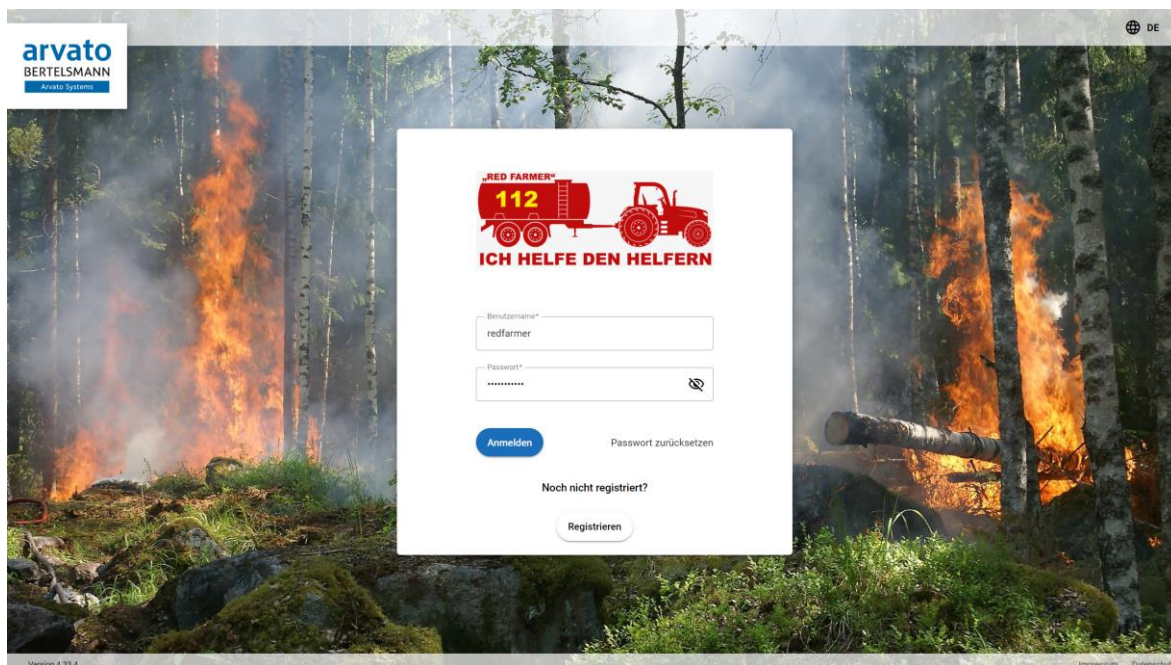 arvato
BERTELSMANN
Arvato Systems
DE
„RED FARMER“
112
ICH HELFE DEN HELFERN
Benutzername*
redfarmer
Passwort*
•••••••••••
Anmelden
Passwort zurücksetzen
Noch nicht registriert?
Registrieren
Version 4.33.4
Impressum